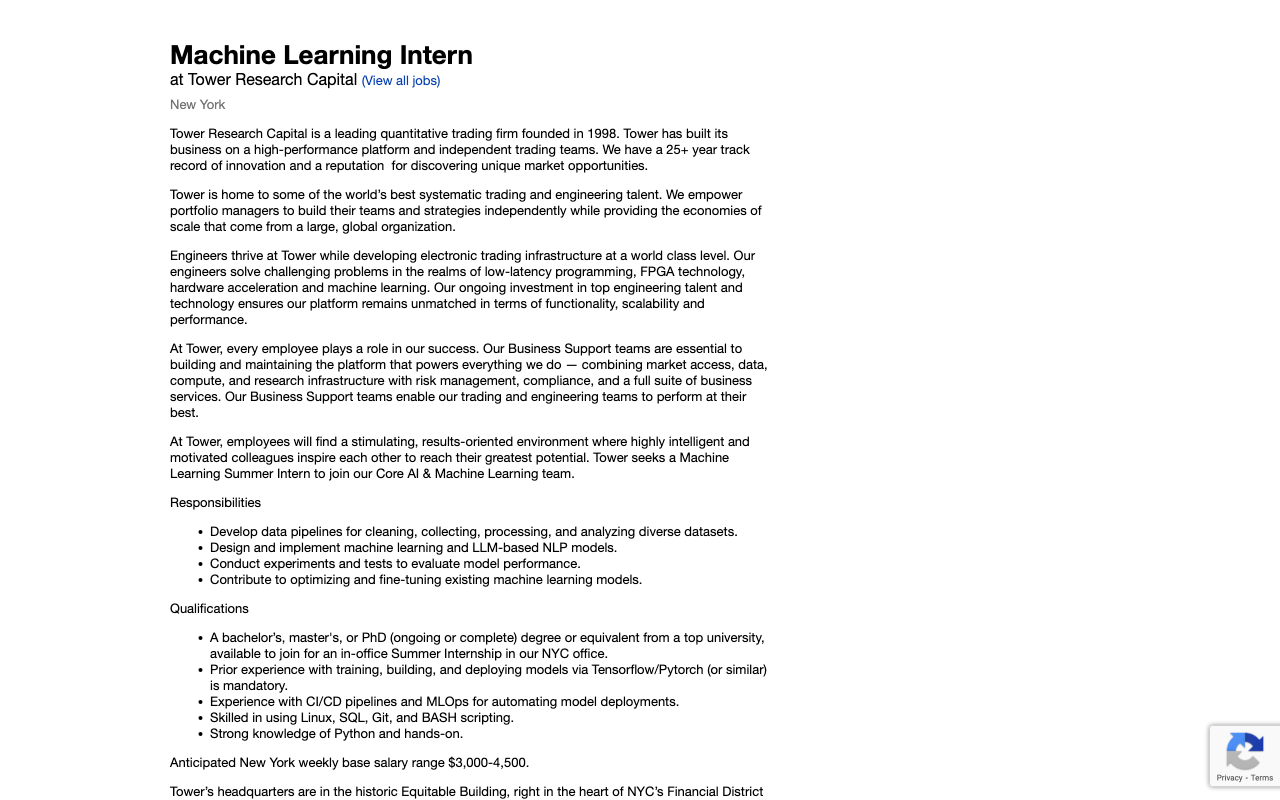 Machine Learning Intern
at Tower Research Capital (View all jobs)
New York
Tower Research Capital is a leading quantitative trading firm founded in 1998. Tower has built its
business on a high-performance platform and independent trading teams. We have a 25+ year track
record of innovation and a reputation  for discovering unique market opportunities.
Tower is home to some of the world’s best systematic trading and engineering talent. We empower
portfolio managers to build their teams and strategies independently while providing the economies of
scale that come from a large, global organization.
Engineers thrive at Tower while developing electronic trading infrastructure at a world class level. Our
engineers solve challenging problems in the realms of low-latency programming, FPGA technology,
hardware acceleration and machine learning. Our ongoing investment in top engineering talent and
technology ensures our platform remains unmatched in terms of functionality, scalability and
performance.
At Tower, every employee plays a role in our success. Our Business Support teams are essential to
building and maintaining the platform that powers everything we do — combining market access, data,
compute, and research infrastructure with risk management, compliance, and a full suite of business
services. Our Business Support teams enable our trading and engineering teams to perform at their
best.
At Tower, employees will find a stimulating, results-oriented environment where highly intelligent and
motivated colleagues inspire each other to reach their greatest potential. Tower seeks a Machine
Learning Summer Intern to join our Core AI & Machine Learning team.
Responsibilities
• Develop data pipelines for cleaning, collecting, processing, and analyzing diverse datasets.
• Design and implement machine learning and LLM-based NLP models.
• Conduct experiments and tests to evaluate model performance.
• Contribute to optimizing and fine-tuning existing machine learning models.
Qualifications
• A bachelor’s, master's, or PhD (ongoing or complete) degree or equivalent from a top university,
available to join for an in-office Summer Internship in our NYC office.
• Prior experience with training, building, and deploying models via Tensorflow/Pytorch (or similar)
is mandatory.
• Experience with CI/CD pipelines and MLOps for automating model deployments.
• Skilled in using Linux, SQL, Git, and BASH scripting.
• Strong knowledge of Python and hands-on.
Anticipated New York weekly base salary range $3,000-4,500.
Tower’s headquarters are in the historic Equitable Building, right in the heart of NYC’s Financial District
Privacy - Terms